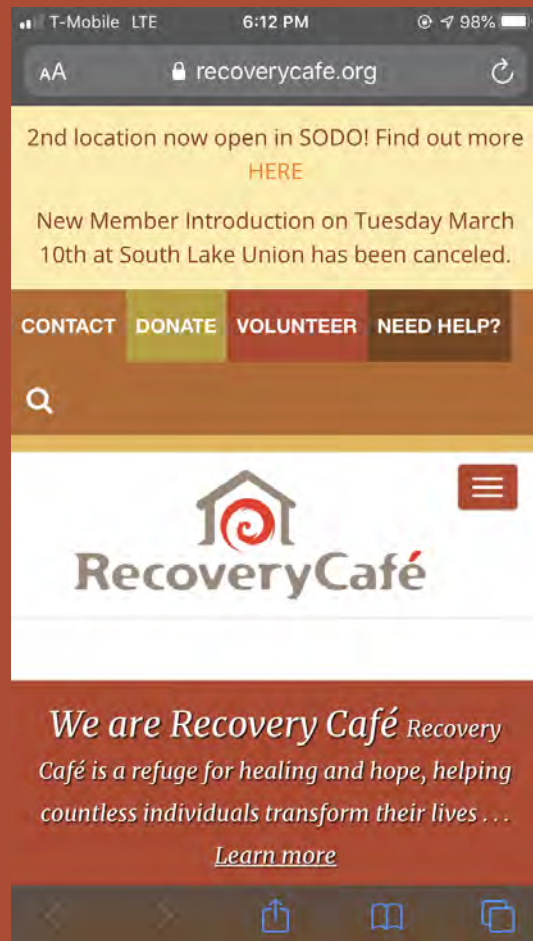 T-Mobile LTE 6:12 PM 98%
AA recoverycafe.org
2nd location now open in SODO! Find out more
HERE
New Member Introduction on Tuesday March
10th at South Lake Union has been canceled.
CONTACT DONATE VOLUNTEER NEED HELP?
RecoveryCafé
We are Recovery Café Recovery
Café is a refuge for healing and hope, helping
countless individuals transform their lives . . .
Learn more